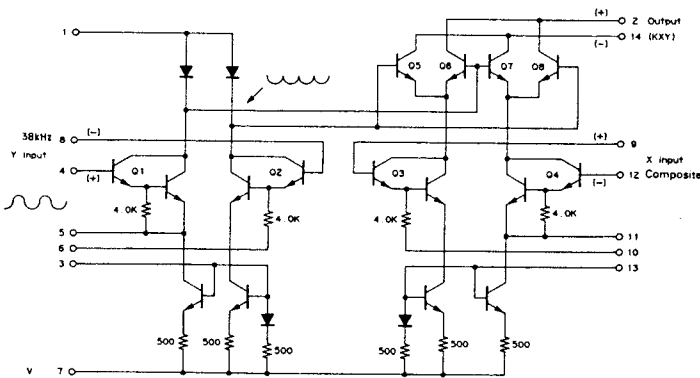 (+)
2 Output
14 (KXY)
(-)
1
Q5
Q6
Q7
Q8
38kHz
(-)
8
Y Input
4
(+)
Q1
Q2
(+)
9
Q3
Q4
X input
12 Composite
(-)
4.0K
4.0K
4.0K
4.0K
5
6
3
11
10
13
500
500
500
500
500
500
V 7